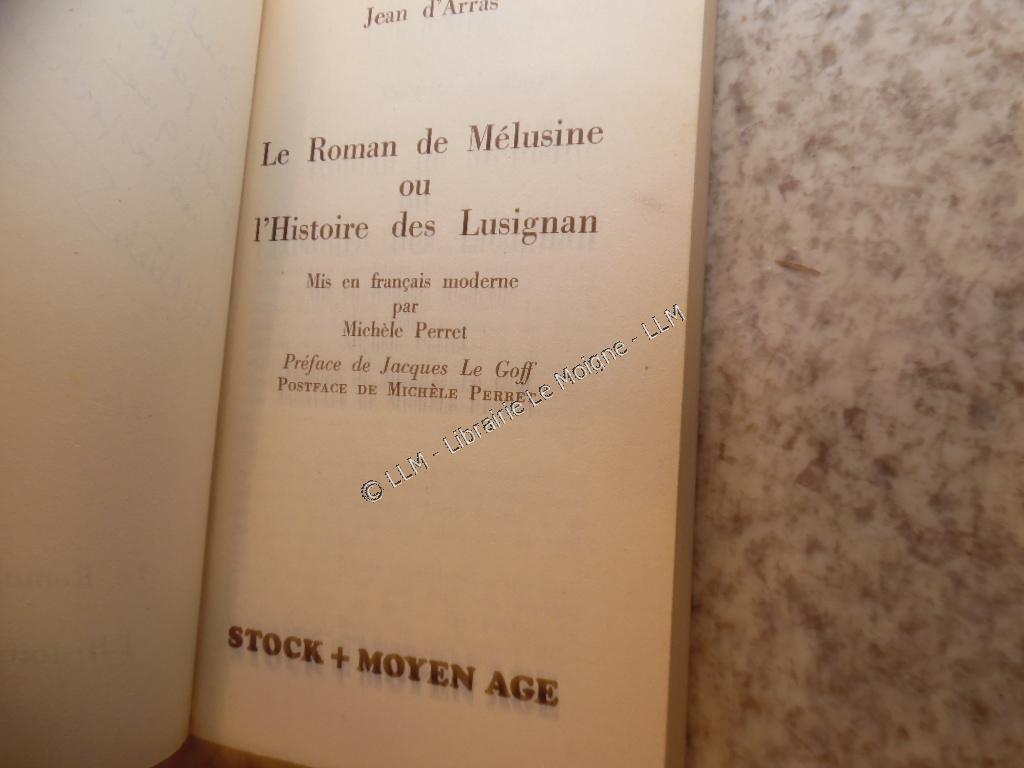 Jean d'Arras
Le Roman de Mélusine
ou
l'Histoire des Lusignan
Mis en français moderne
par
Michèle Perret
Préface de Jacques Le Goff
POSTFACE DE MICHÈLE PERRET
© LLM - Librairie Le Moigne - LLM
STOCK + MOYEN AGE